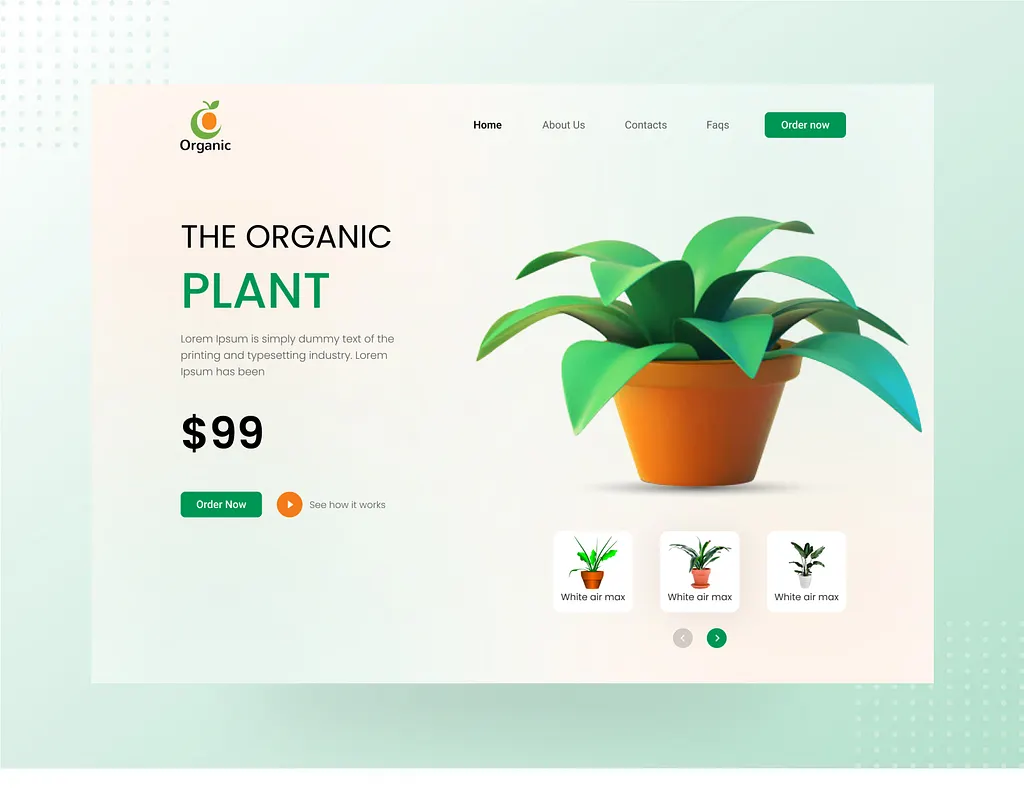 Organic
Home
About Us
Contacts
Faqs
Order now
THE ORGANIC
PLANT
Lorem Ipsum is simply dummy text of the
printing and typesetting industry. Lorem
Ipsum has been
$99
Order Now
See how it works
White air max
White air max
White air max